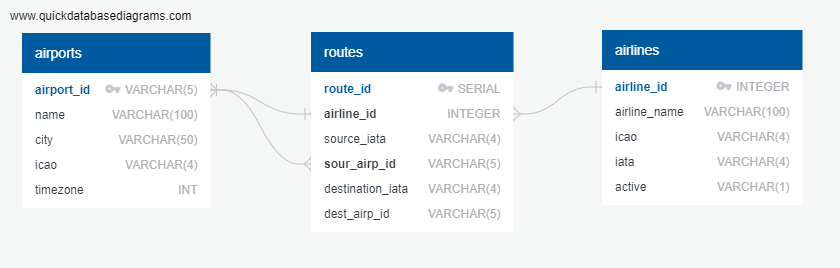 www.quickdatabasediagrams.com
airports
airport_id VARCHAR(5)
name VARCHAR(100)
city VARCHAR(50)
icao VARCHAR(4)
timezone INT
routes
route_id SERIAL
airline_id INTEGER
source_iata VARCHAR(4)
sour_airp_id VARCHAR(5)
destination_iata VARCHAR(4)
dest_airp_id VARCHAR(5)
airlines
airline_id INTEGER
airline_name VARCHAR(100)
icao VARCHAR(4)
iata VARCHAR(4)
active VARCHAR(1)